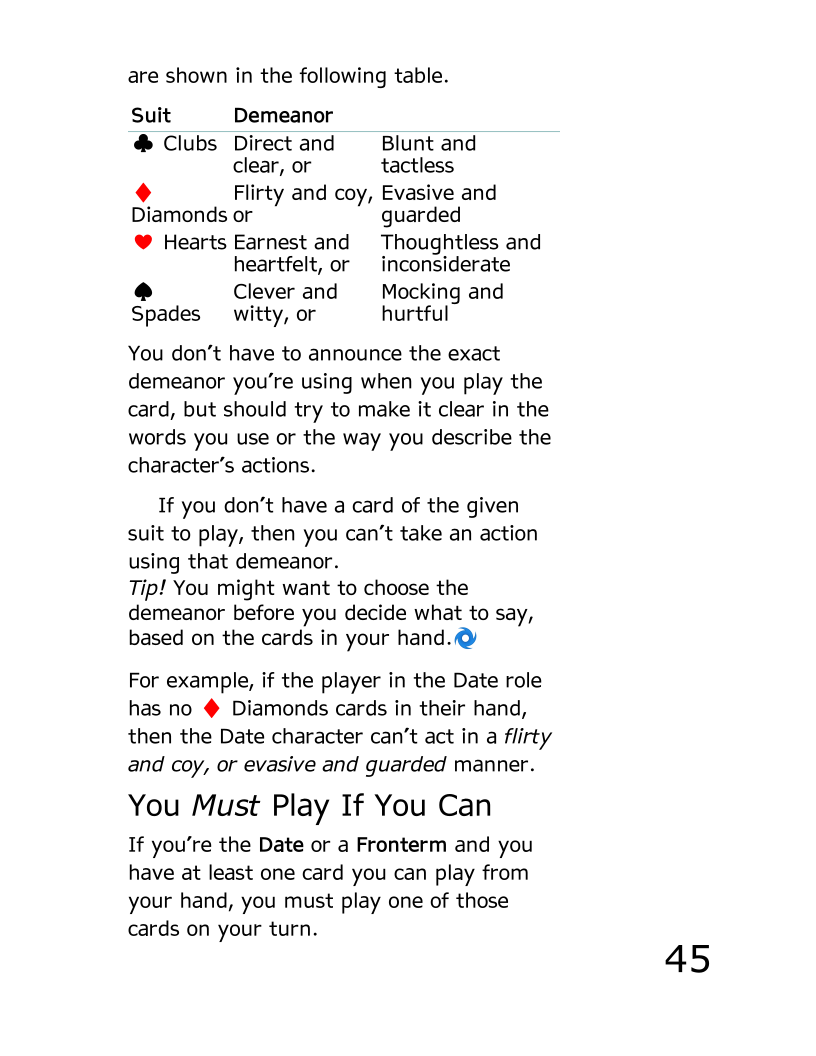 are shown in the following table.
Suit Demeanor
♣ Clubs Direct and clear, or Blunt and tactless
♦ Diamonds Flirty and coy, or Evasive and guarded
♥ Hearts Earnest and heartfelt, or Thoughtless and inconsiderate
♠ Spades Clever and witty, or Mocking and hurtful
You don’t have to announce the exact
demeanor you’re using when you play the
card, but should try to make it clear in the
words you use or the way you describe the
character’s actions.
If you don’t have a card of the given
suit to play, then you can’t take an action
using that demeanor.
Tip! You might want to choose the
demeanor before you decide what to say,
based on the cards in your hand.
For example, if the player in the Date role
has no ♦ Diamonds cards in their hand,
then the Date character can’t act in a flirty
and coy, or evasive and guarded manner.
You Must Play If You Can
If you’re the Date or a Fronterm and you
have at least one card you can play from
your hand, you must play one of those
cards on your turn.
45